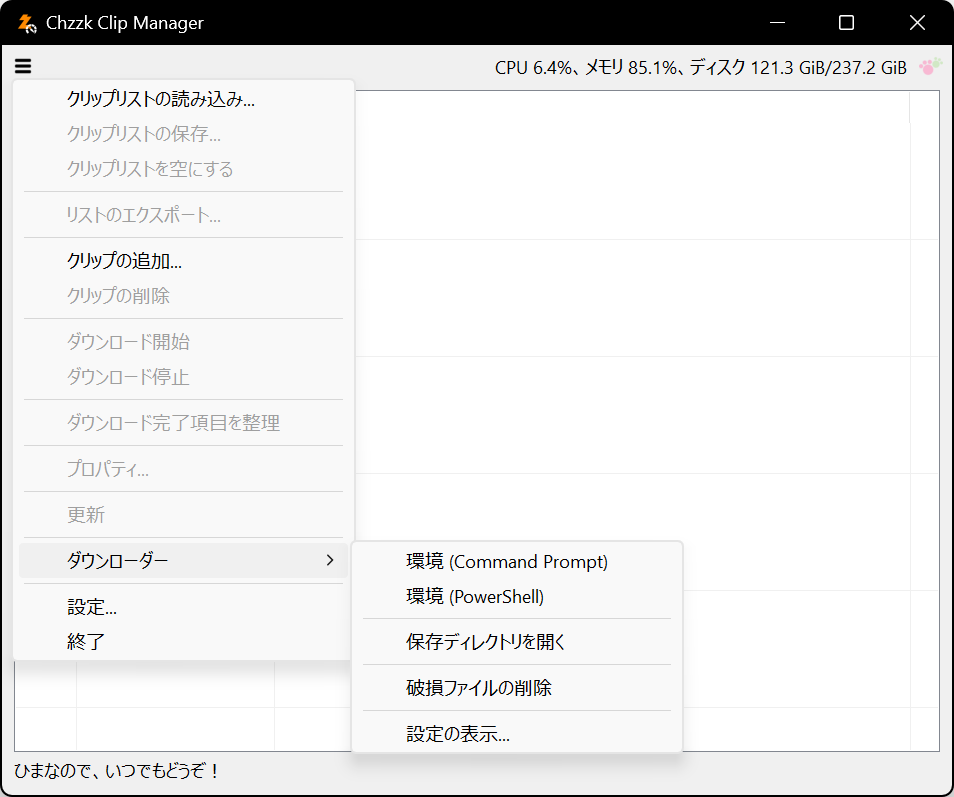 Chzzk Clip Manager
CPU 6.4%、メモリ 85.1%、ディスク 121.3 GiB/237.2 GiB
クリップリストの読み込み...
クリップリストの保存...
クリップリストを空にする
リストのエクスポート...
クリップの追加...
クリップの削除
ダウンロード開始
ダウンロード停止
ダウンロード完了項目を整理
プロパティ...
更新
ダウンローダー
設定...
終了
環境 (Command Prompt)
環境 (PowerShell)
保存ディレクトリを開く
破損ファイルの削除
設定の表示...
ひまなので、いつでもどうぞ！